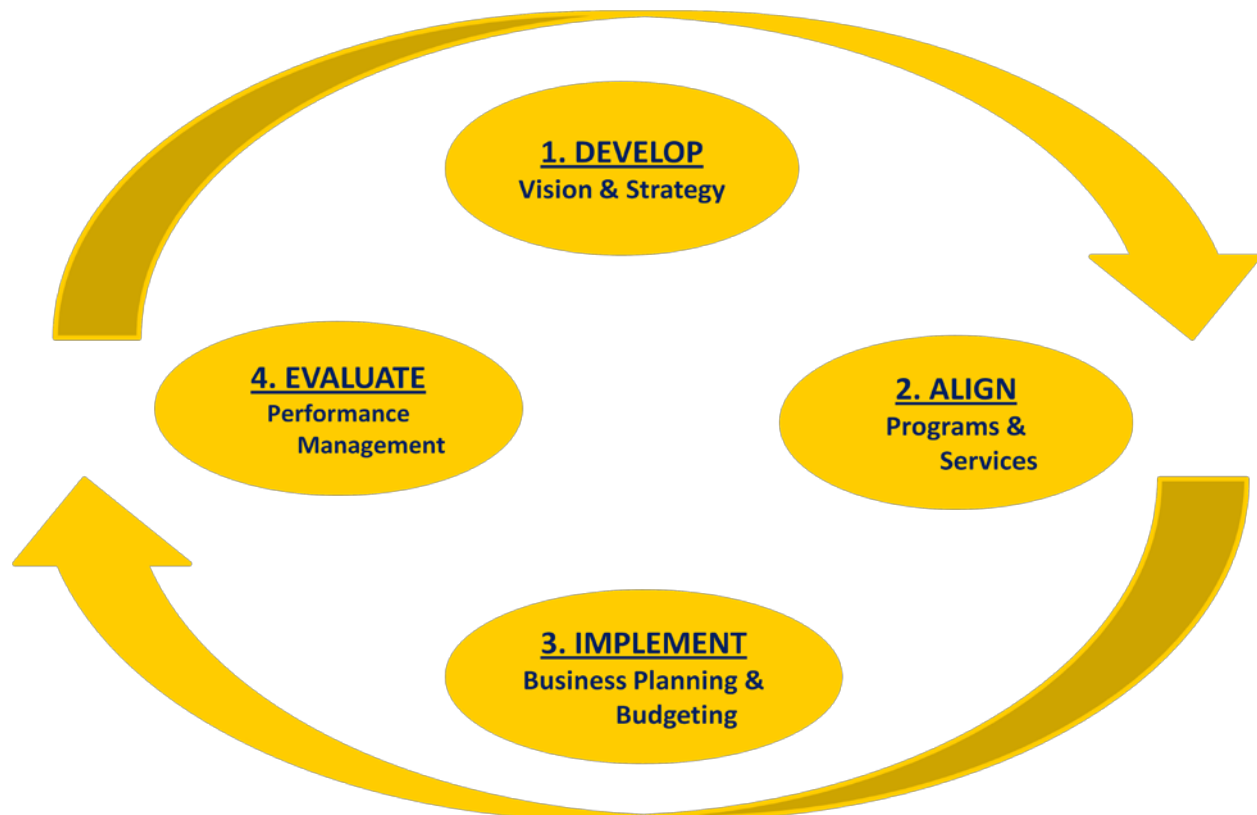 1. DEVELOP
Vision & Strategy
2. ALIGN
Programs &
Services
3. IMPLEMENT
Business Planning &
Budgeting
4. EVALUATE
Performance
Management